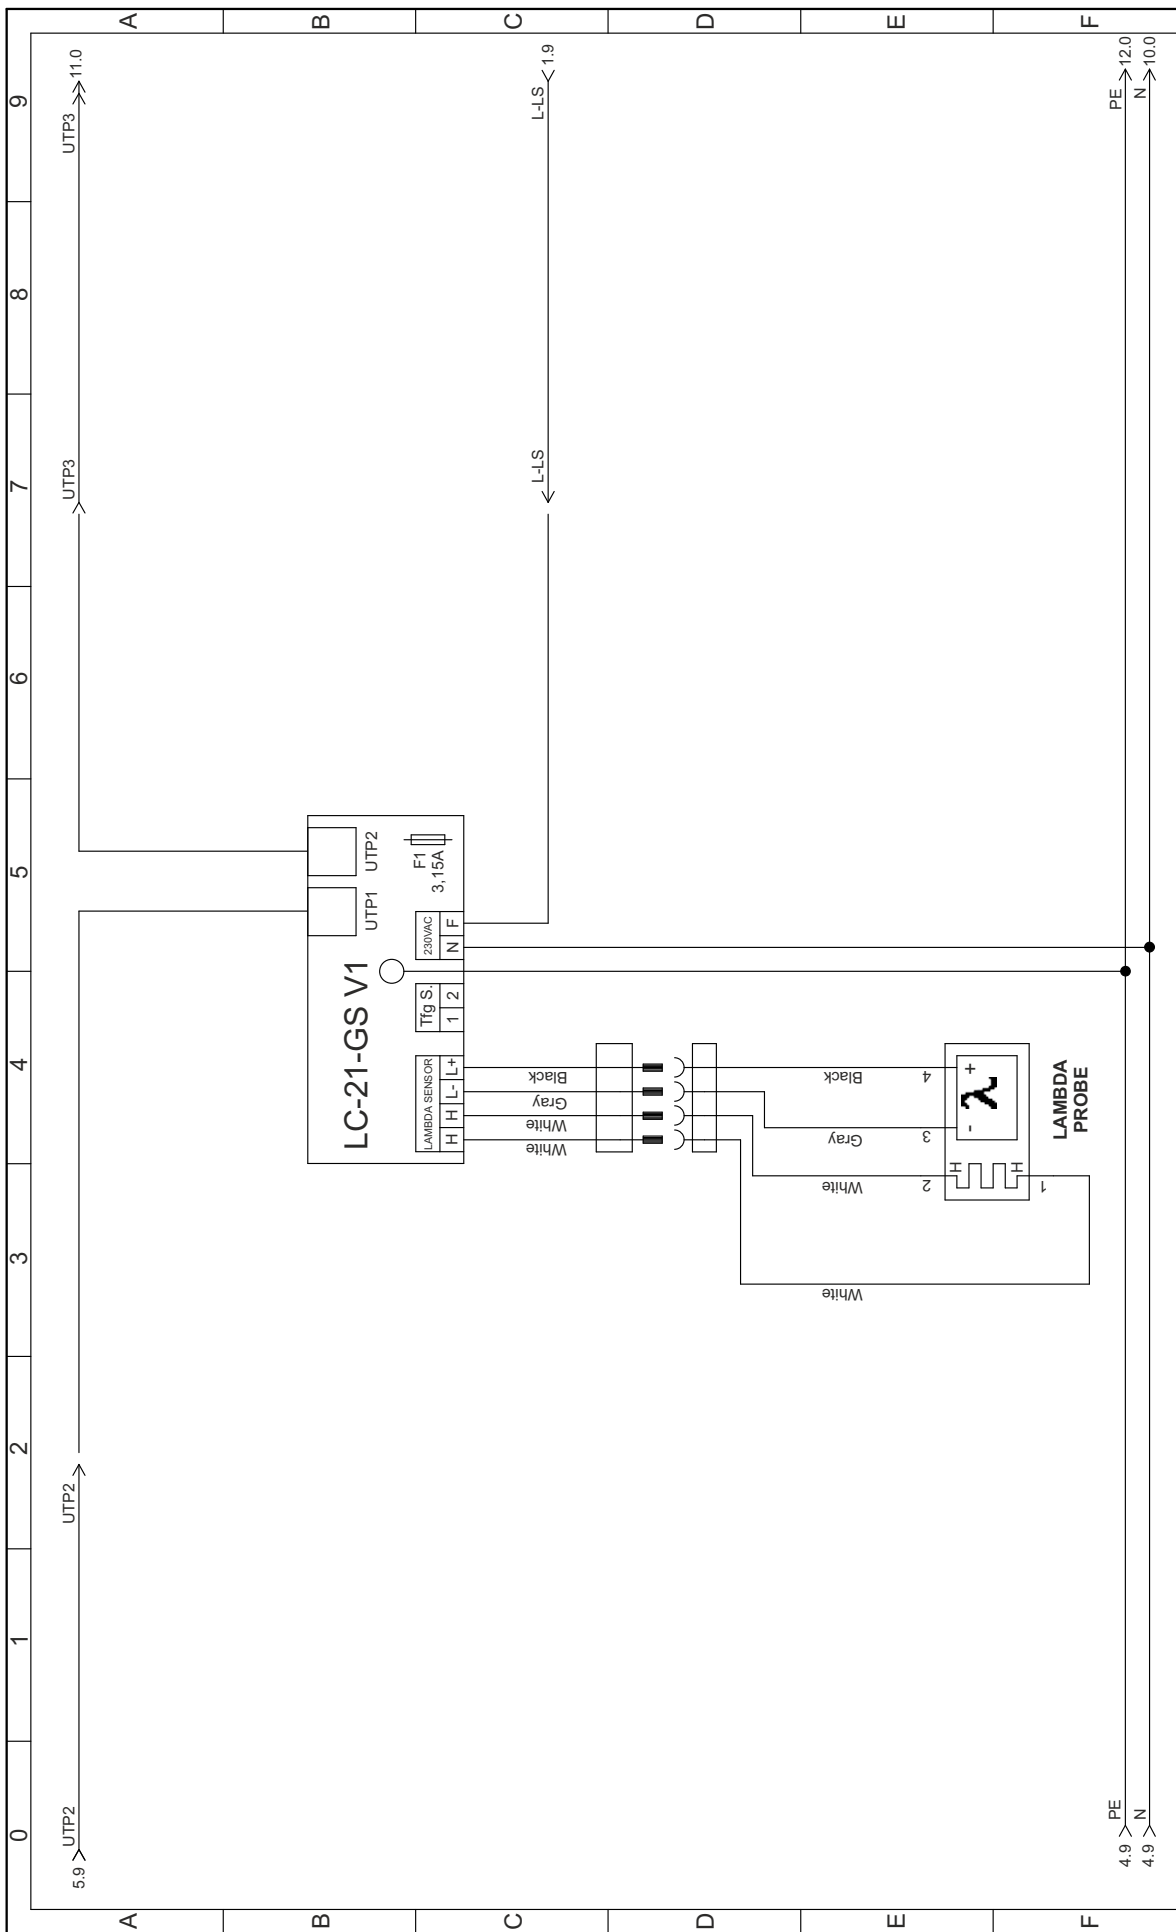 0 1 2 3 4 5 6 7 8 9
A
A
5.9 UTP2
UTP2
UTP3
UTP3 11.0
B
B
LC-21-GS V1
UTP1
UTP2
F1
3,15A
LAMBDA SENSOR
H H L- L+
Tfg S.
1 2
230VAC
N F
C
C
White
White
Gray
Black
L-LS
L-LS 1.9
D
D
E
E
White
White
Gray
Black
2
3
4
H
H
- λ +
1
LAMBDA
PROBE
F
F
4.9 PE
4.9 N
PE 12.0
N 10.0